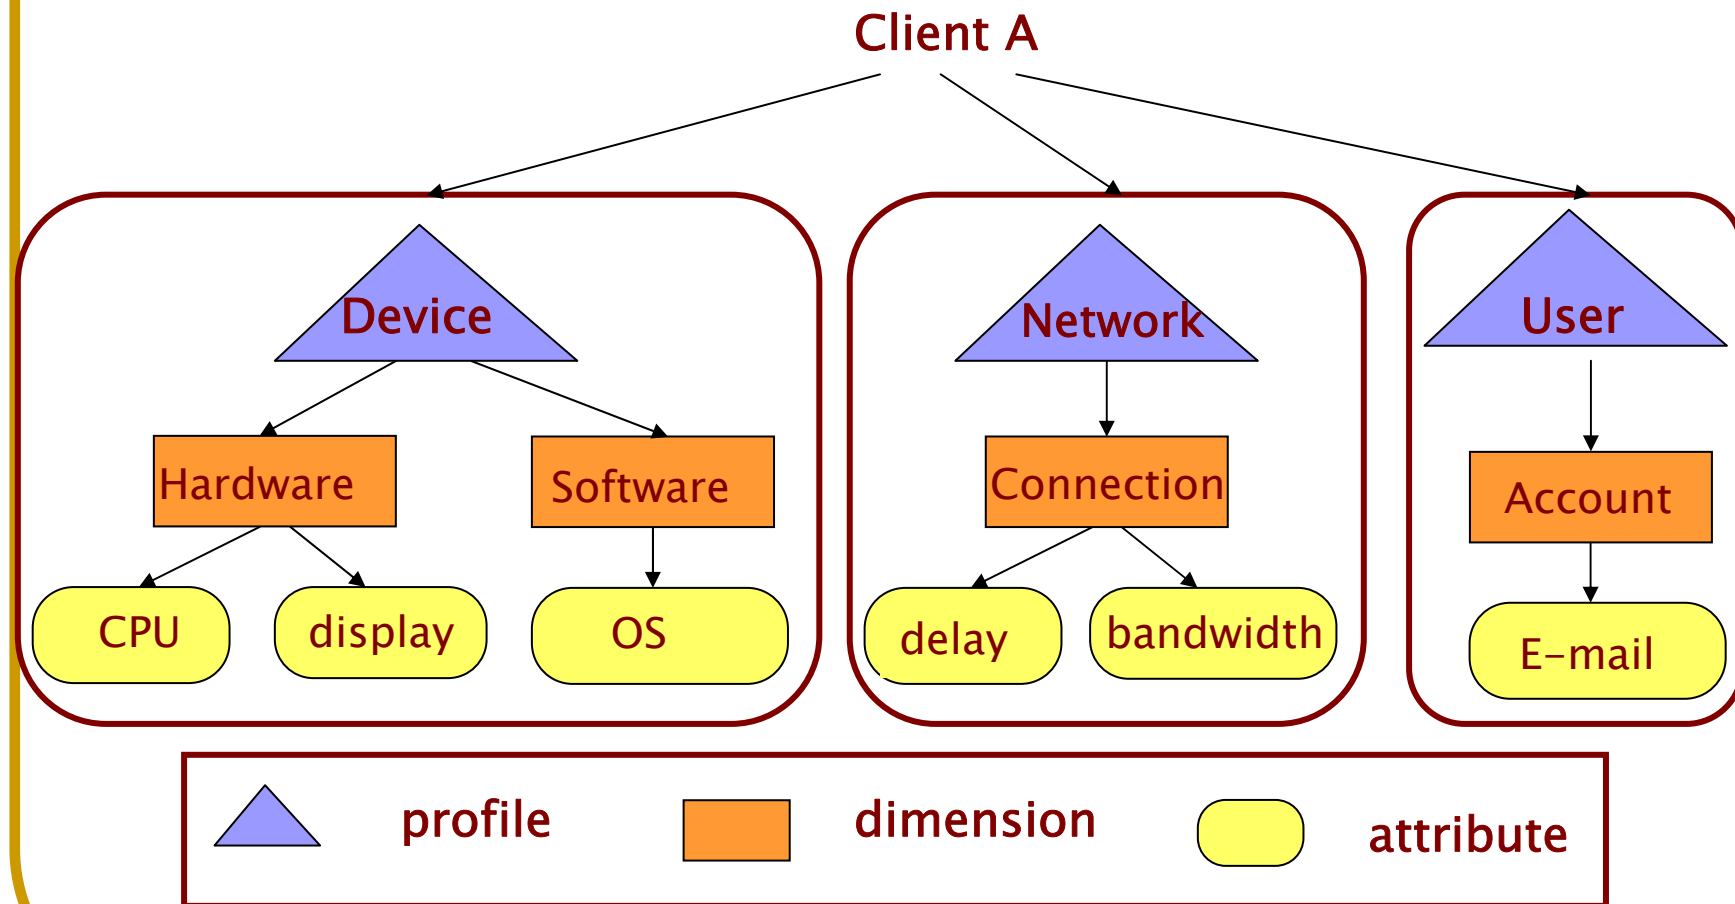 Client A
Device
Network
User
Hardware
Software
Connection
Account
CPU
display
OS
delay
bandwidth
E-mail
profile
dimension
attribute